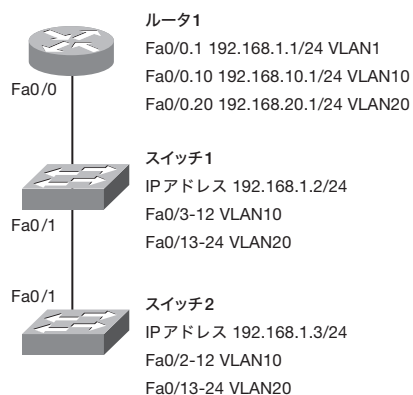 ルータ1
Fa0/0.1 192.168.1.1/24 VLAN1
Fa0/0.10 192.168.10.1/24 VLAN10
Fa0/0.20 192.168.20.1/24 VLAN20
Fa0/0
スイッチ1
IPアドレス 192.168.1.2/24
Fa0/3-12 VLAN10
Fa0/13-24 VLAN20
Fa0/1
Fa0/1
スイッチ2
IPアドレス 192.168.1.3/24
Fa0/2-12 VLAN10
Fa0/13-24 VLAN20